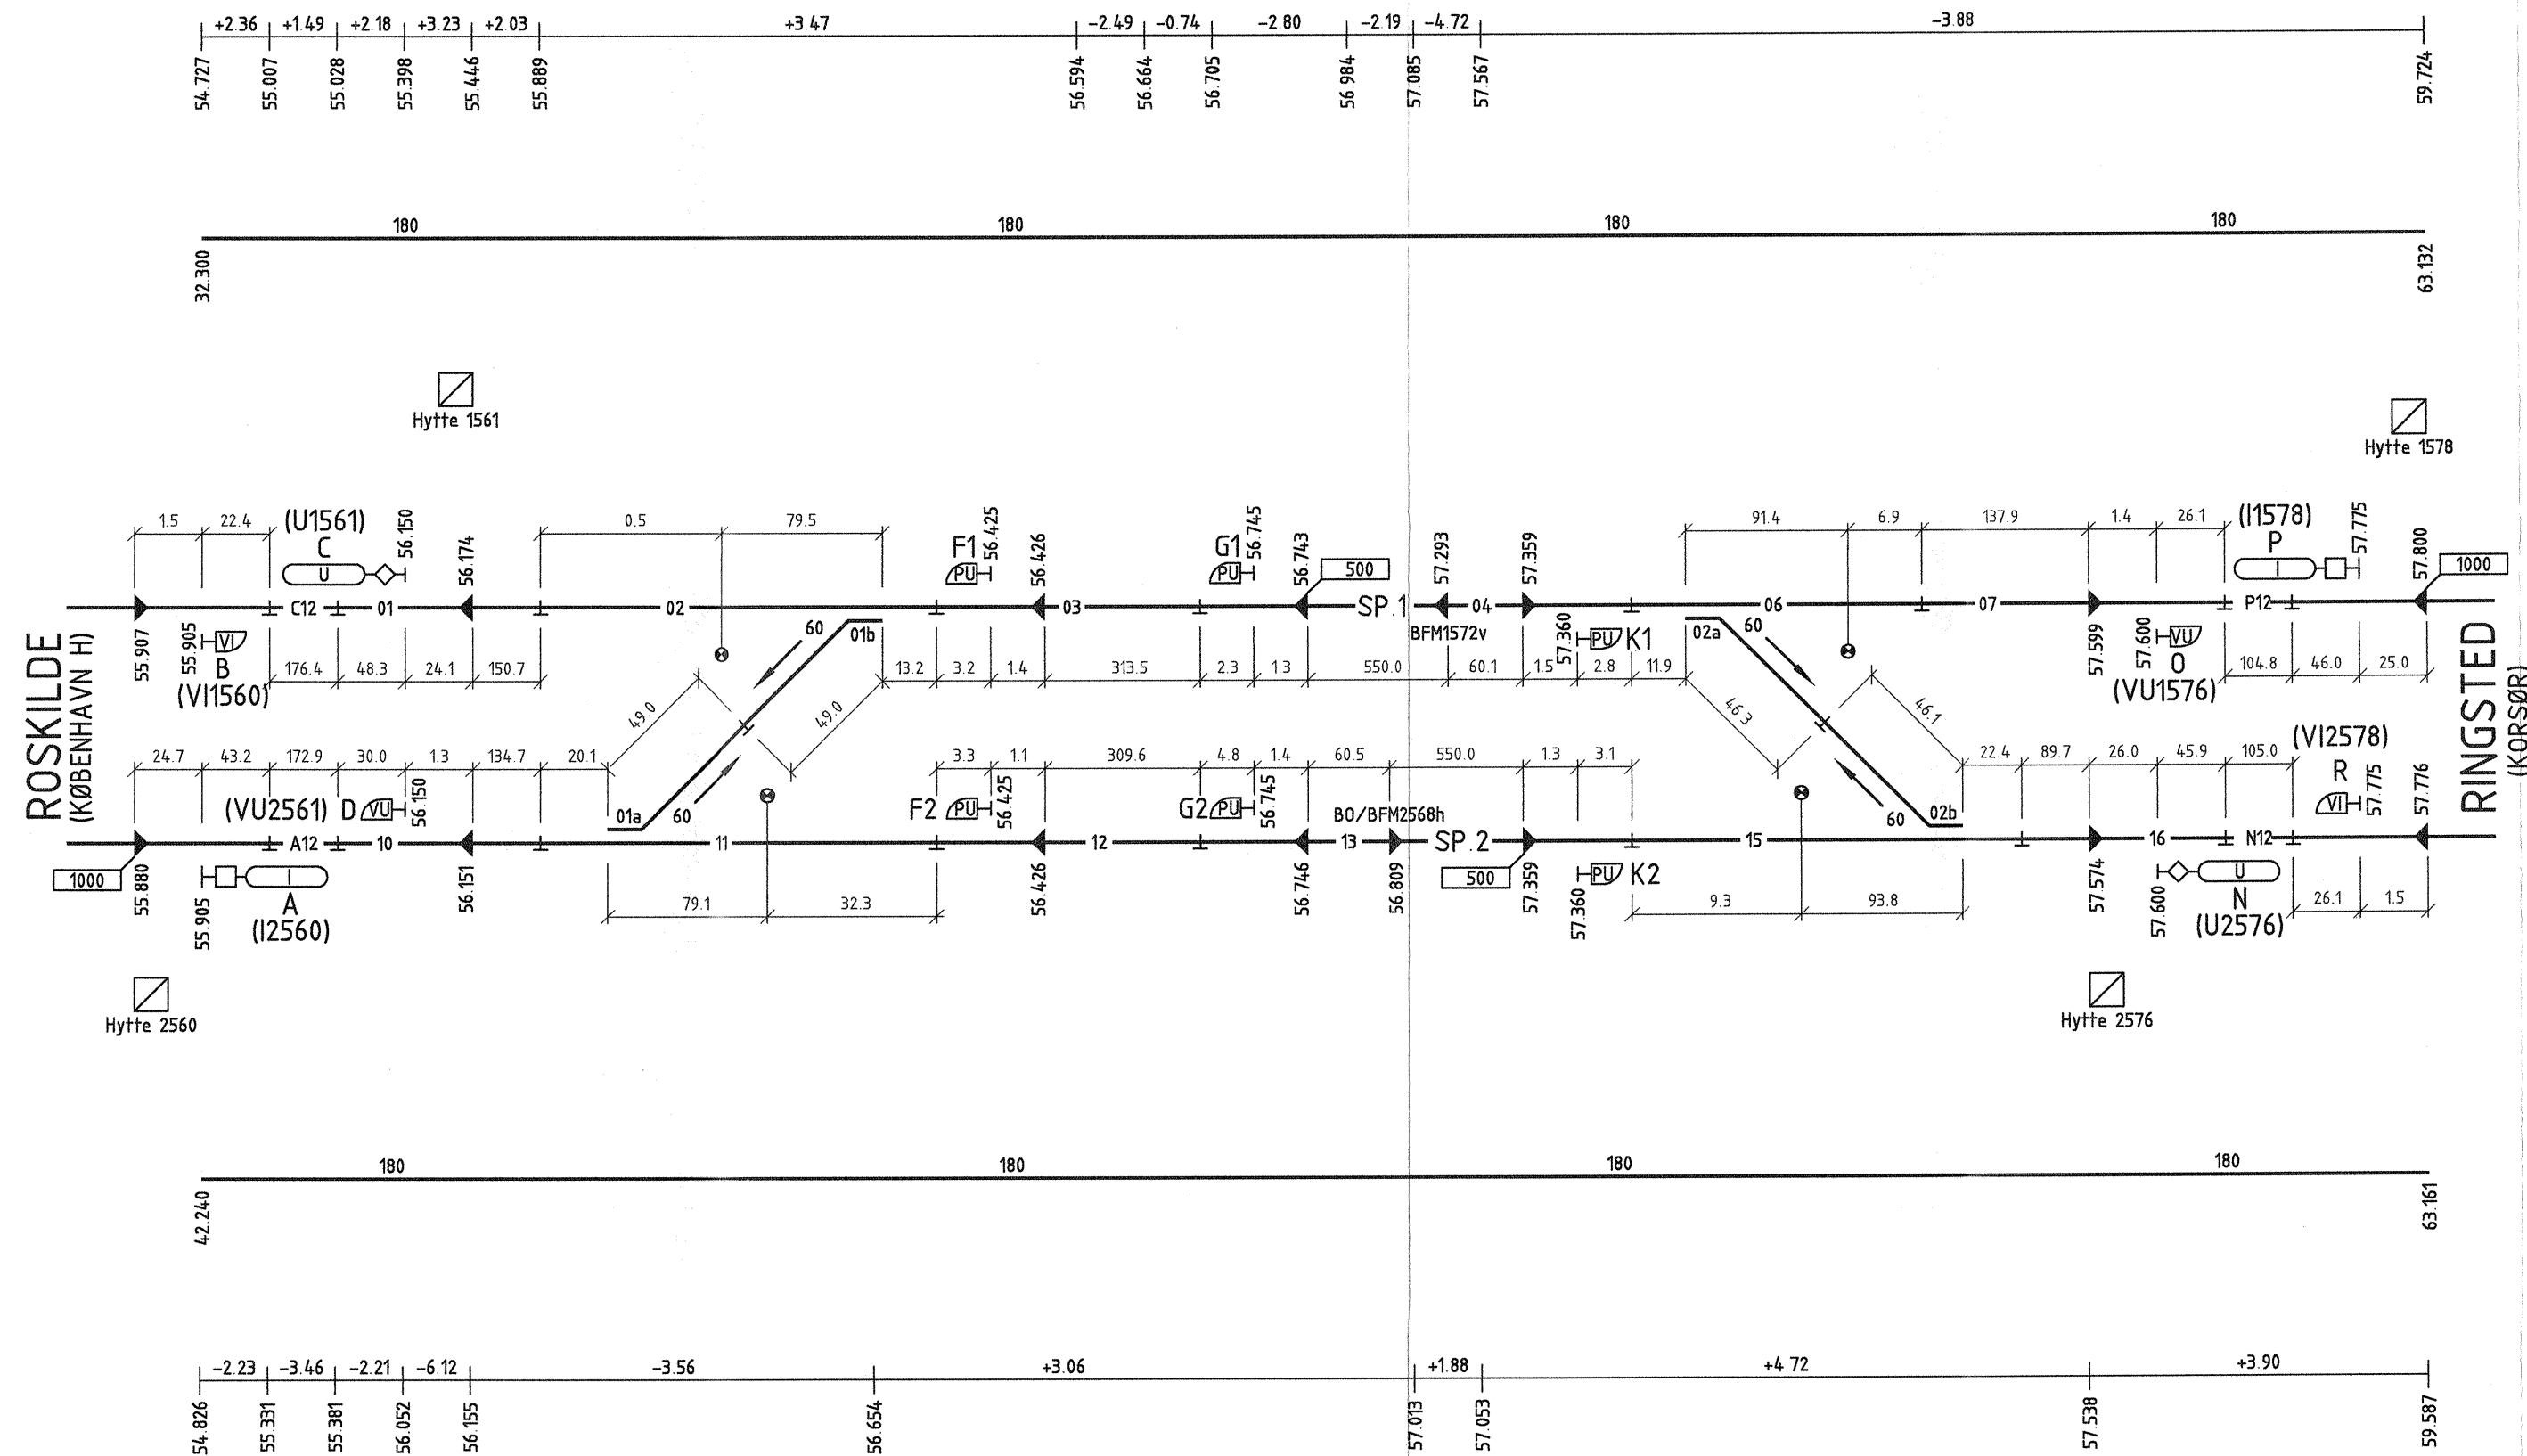 +2.36 +1.49 +2.18 +3.23 +2.03 +3.47 -2.49 -0.74 -2.80 -2.19 -4.72 -3.88
54.727 55.007 55.028 55.398 55.446 55.889 56.594 56.664 56.705 56.984 57.085 57.567 59.724
180 180 180 180
32.300 63.132
Hytte 1561
Hytte 1578
1.5 22.4 (U1561) 56.150 0.5 79.5 91.4 6.9 137.9 1.4 26.1 (I1578) 57.775
C 56.174 F1 56.425 56.426 G1 56.745 56.743 500 57.293 57.359 P 57.800 1000
U PU PU I
C12 01 02 03 SP.1 04 06 07 P12
55.907 55.905 VI 60 01b BFM1572v 57.360 PU K1 02a 60 57.599 57.600 VU
B O
(VI1560) 176.4 48.3 24.1 150.7 13.2 3.2 1.4 313.5 2.3 1.3 550.0 60.1 1.5 2.8 11.9 (VU1576) 104.8 46.0 25.0
ROSKILDE
(KØBENHAVN H)
RINGSTED
(KORSØR)
49.0 49.0 46.3 46.1
24.7 43.2 172.9 30.0 1.3 134.7 20.1 3.3 1.1 309.6 4.8 1.4 60.5 550.0 1.3 3.1 22.4 89.7 26.0 45.9 105.0 (VI2578)
R
(VU2561) D VU 56.150 01a 60 F2 PU 56.425 G2 PU 56.745 BO/BFM2568h 60 02b VI 57.775 57.776
A12 10 11 12 13 SP.2 15 16 N12
1000 55.880 55.905 I 56.151 56.426 56.746 56.809 500 57.359 57.360 PU K2 57.574 57.600 U
A N
(I2560) 79.1 32.3 9.3 93.8 (U2576) 26.1 1.5
Hytte 2560
Hytte 2576
180 180 180 180
42.240 63.161
-2.23 -3.46 -2.21 -6.12 -3.56 +3.06 +1.88 +4.72 +3.90
54.826 55.331 55.381 56.052 56.155 56.654 57.013 57.053 57.538 59.587